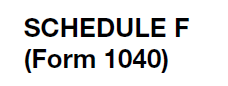 SCHEDULE F
(Form 1040)